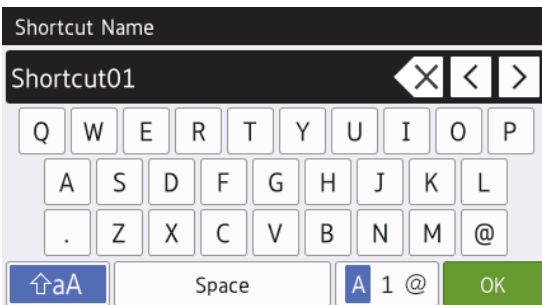 Shortcut Name
Shortcut01
Q W E R T Y U I O P
A S D F G H J K L
. Z X C V B N M @
aA Space A 1 @ OK